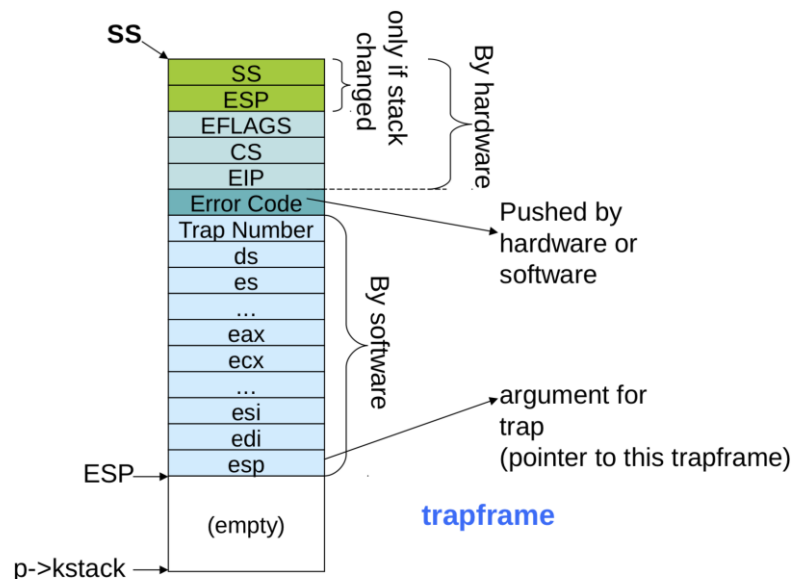 SS
SS
ESP
EFLAGS
CS
EIP
Error Code
Trap Number
ds
es
...
eax
ecx
...
esi
edi
esp
(empty)
ESP
p->kstack
only if stack
changed
By hardware
Pushed by
hardware or
software
By software
argument for
trap
(pointer to this trapframe)
trapframe